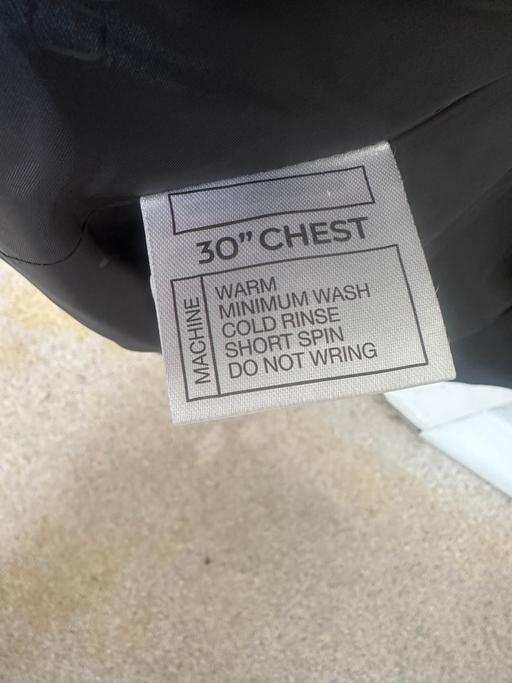 30” CHEST
MACHINE
WARM
MINIMUM WASH
COLD RINSE
SHORT SPIN
DO NOT WRING